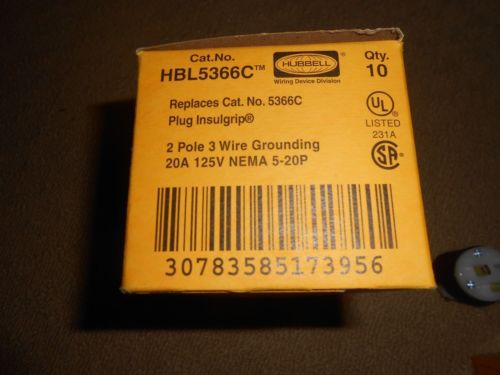 Cat.No.
HBL5366C™
HUBBELL
Wiring Device Division
Qty.
10
Replaces Cat. No. 5366C
Plug Insulgrip®
2 Pole 3 Wire Grounding
20A 125V NEMA 5-20P
UL
LISTED
231A
SA
30783585173956